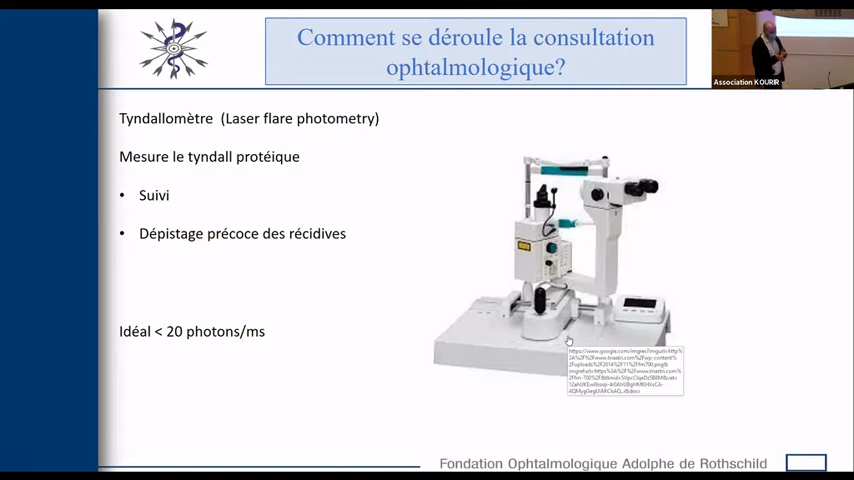 Comment se déroule la consultation
ophtalmologique?
Association KOURIR
Tyndallomètre (Laser flare photometry)
Mesure le tyndall protéique
• Suivi
• Dépistage précoce des récidives
Idéal < 20 photons/ms
Fondation Ophtalmologique Adolphe de Rothschild